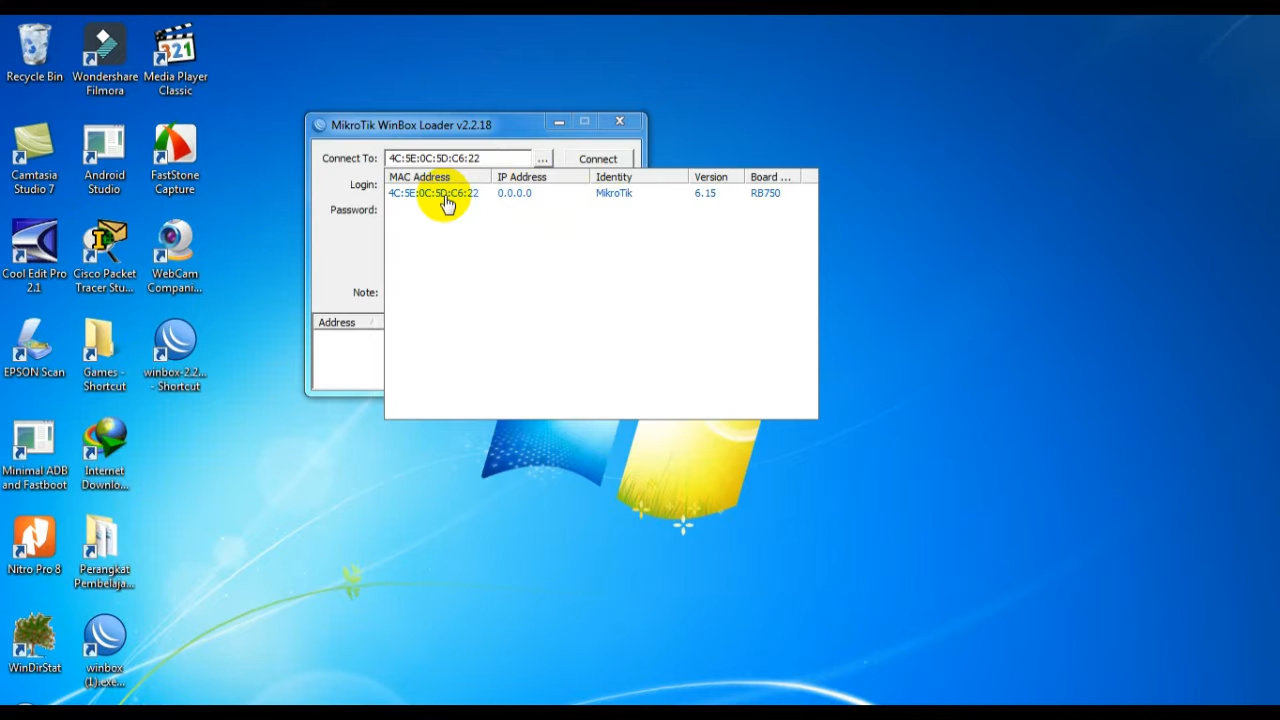 Recycle Bin
Wondershare
Filmora
321
Media Player
Classic
Camtasia
Studio 7
Android
Studio
FastStone
Capture
Cool Edit Pro
2.1
Cisco Packet
Tracer Stu...
WebCam
Compani...
EPSON Scan
Games -
Shortcut
winbox-2.2...
- Shortcut
Minimal ADB
and Fastboot
Internet
Downlo...
Nitro Pro 8
Perangkat
Pembelaja...
WinDirStat
winbox
(1).exe...
MikroTik WinBox Loader v2.2.18
Connect To: 4C:5E:0C:5D:C6:22 ... Connect
Login:
Password:
Note:
Address
MAC Address IP Address Identity Version Board ...
4C:5E:0C:5D:C6:22 0.0.0.0 MikroTik 6.15 RB750